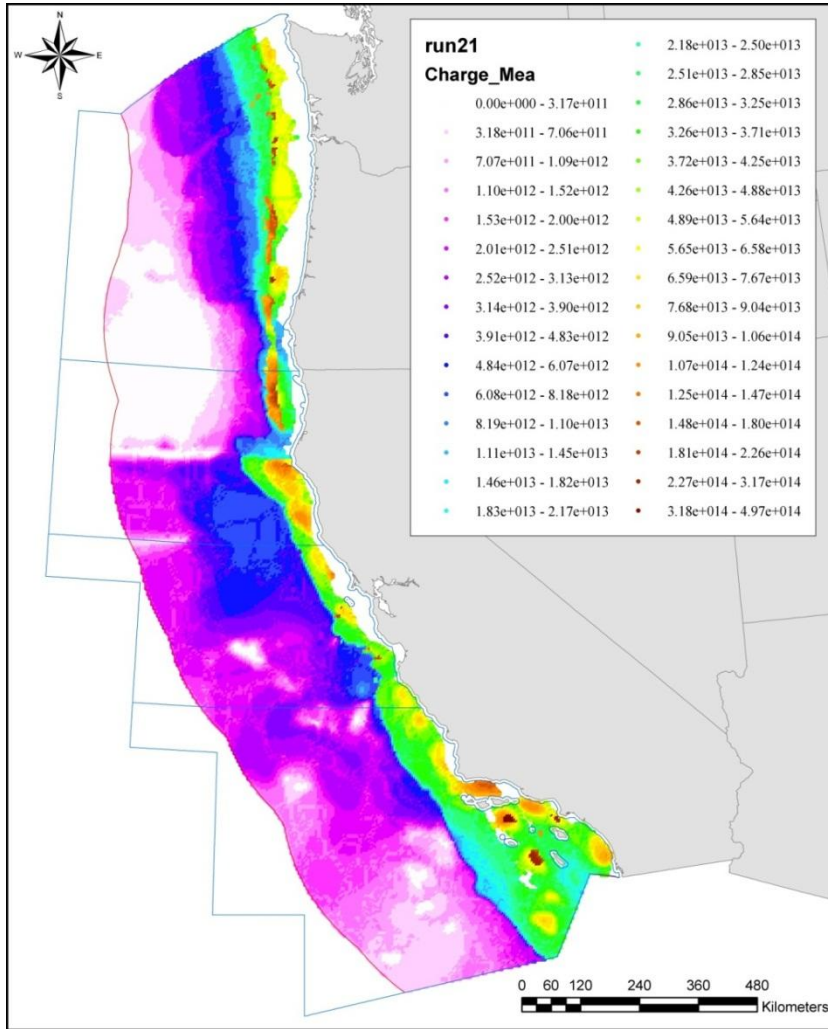 N
W E
S
run21
Charge_Mea
0.00e+000 - 3.17e+011
3.18e+011 - 7.06e+011
7.07e+011 - 1.09e+012
1.10e+012 - 1.52e+012
1.53e+012 - 2.00e+012
2.01e+012 - 2.51e+012
2.52e+012 - 3.13e+012
3.14e+012 - 3.90e+012
3.91e+012 - 4.83e+012
4.84e+012 - 6.07e+012
6.08e+012 - 8.18e+012
8.19e+012 - 1.10e+013
1.11e+013 - 1.45e+013
1.46e+013 - 1.82e+013
1.83e+013 - 2.17e+013
2.18e+013 - 2.50e+013
2.51e+013 - 2.85e+013
2.86e+013 - 3.25e+013
3.26e+013 - 3.71e+013
3.72e+013 - 4.25e+013
4.26e+013 - 4.88e+013
4.89e+013 - 5.64e+013
5.65e+013 - 6.58e+013
6.59e+013 - 7.67e+013
7.68e+013 - 9.04e+013
9.05e+013 - 1.06e+014
1.07e+014 - 1.24e+014
1.25e+014 - 1.47e+014
1.48e+014 - 1.80e+014
1.81e+014 - 2.26e+014
2.27e+014 - 3.17e+014
3.18e+014 - 4.97e+014
0 60 120 240 360 480
Kilometers